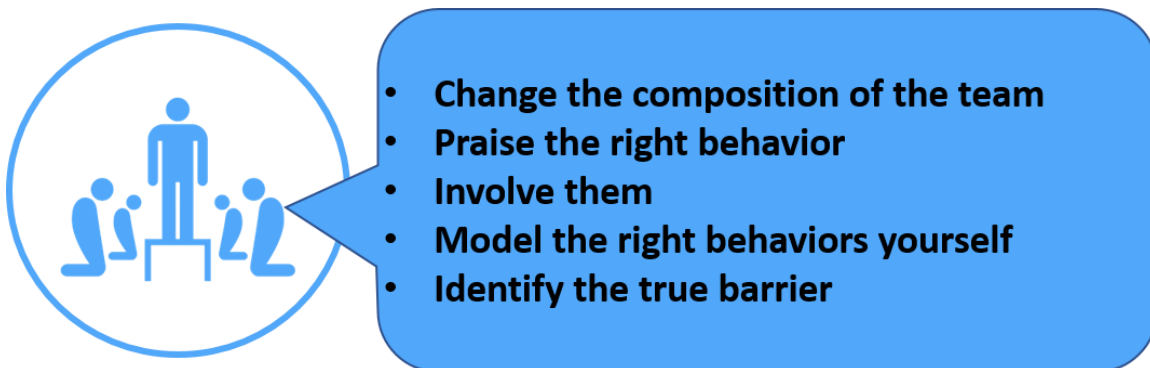 • Change the composition of the team
• Praise the right behavior
• Involve them
• Model the right behaviors yourself
• Identify the true barrier